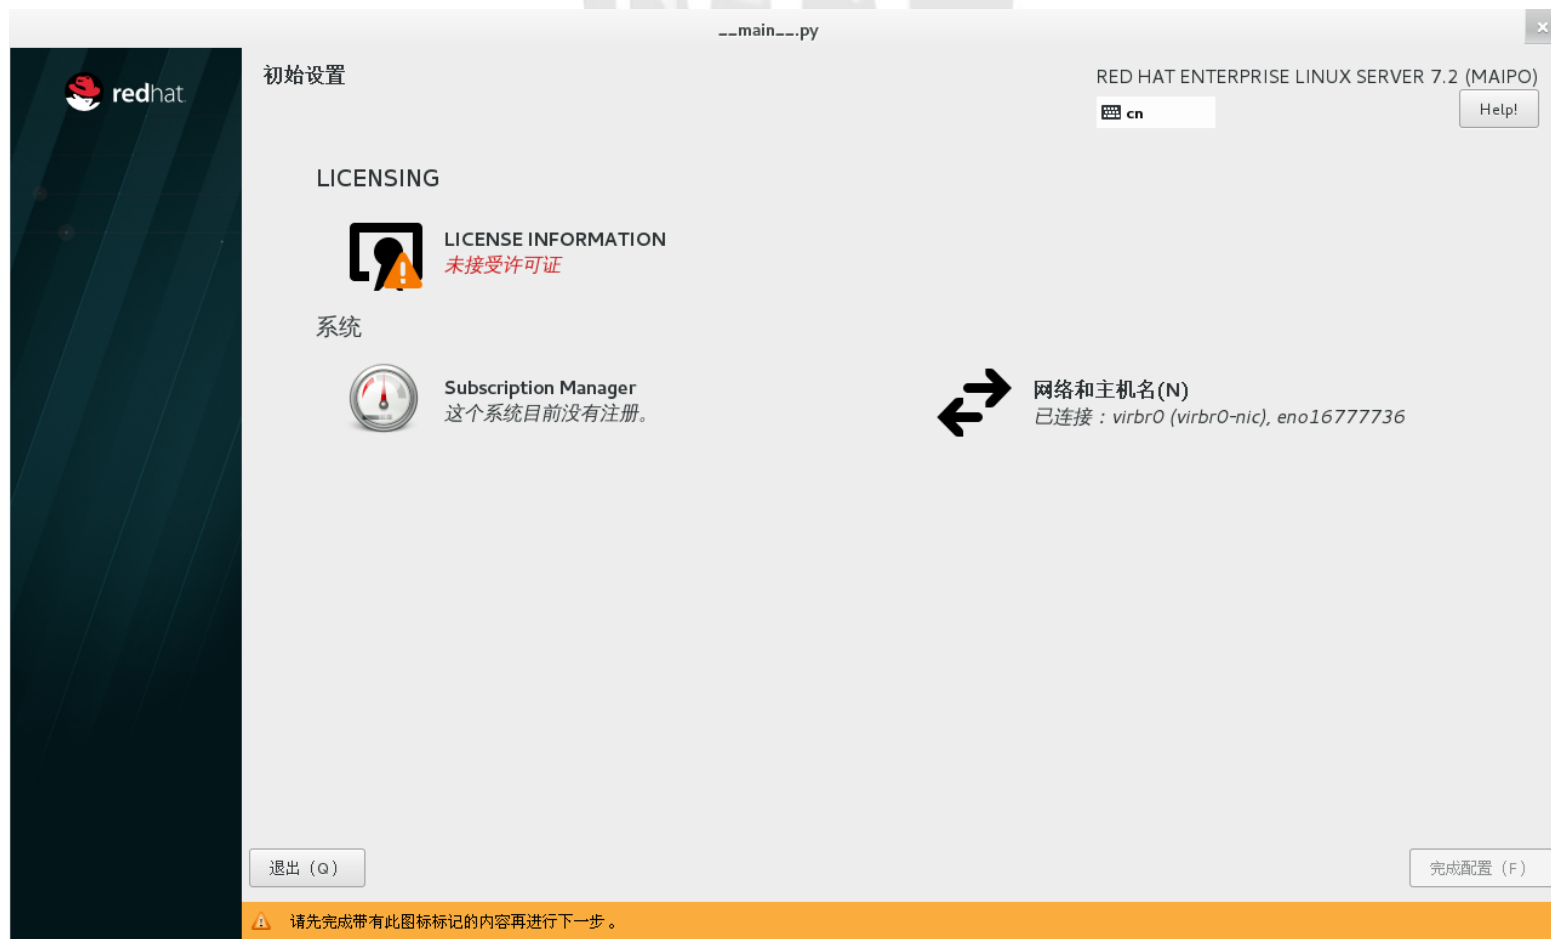 __main__.py
redhat.
初始设置
RED HAT ENTERPRISE LINUX SERVER 7.2 (MAIPO)
cn
Help!
LICENSING
LICENSE INFORMATION
未接受许可证
系统
Subscription Manager
这个系统目前没有注册。
网络和主机名(N)
已连接：virbr0 (virbr0-nic), eno16777736
退出（Q）
完成配置（F）
请先完成带有此图标标记的内容再进行下一步。